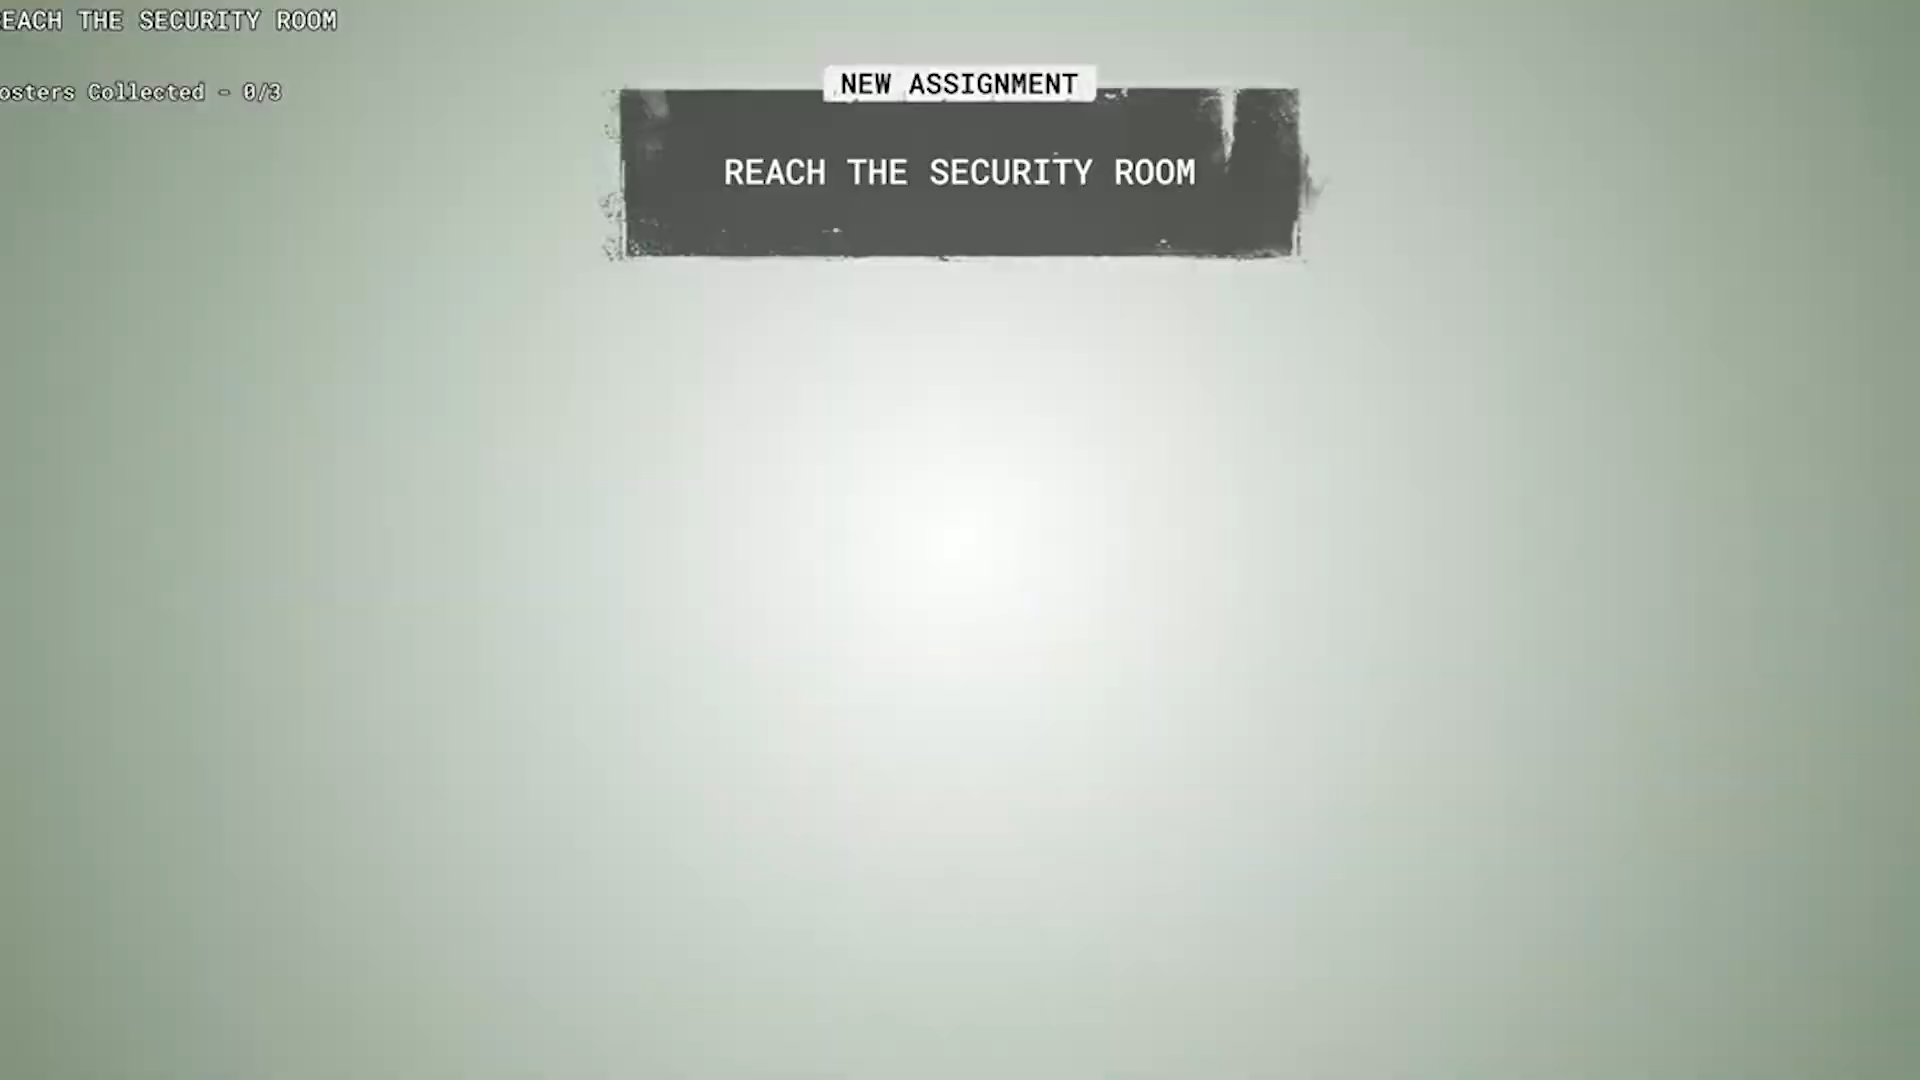 EACH THE SECURITY ROOM
osters Collected - 0/3
NEW ASSIGNMENT
REACH THE SECURITY ROOM